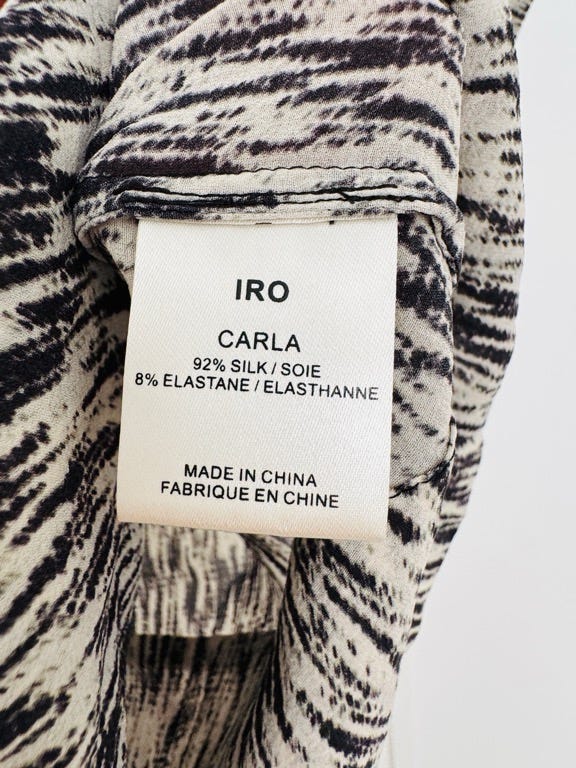 IRO
CARLA
92% SILK / SOIE
8% ELASTANE / ELASTHANNE
MADE IN CHINA
FABRIQUE EN CHINE